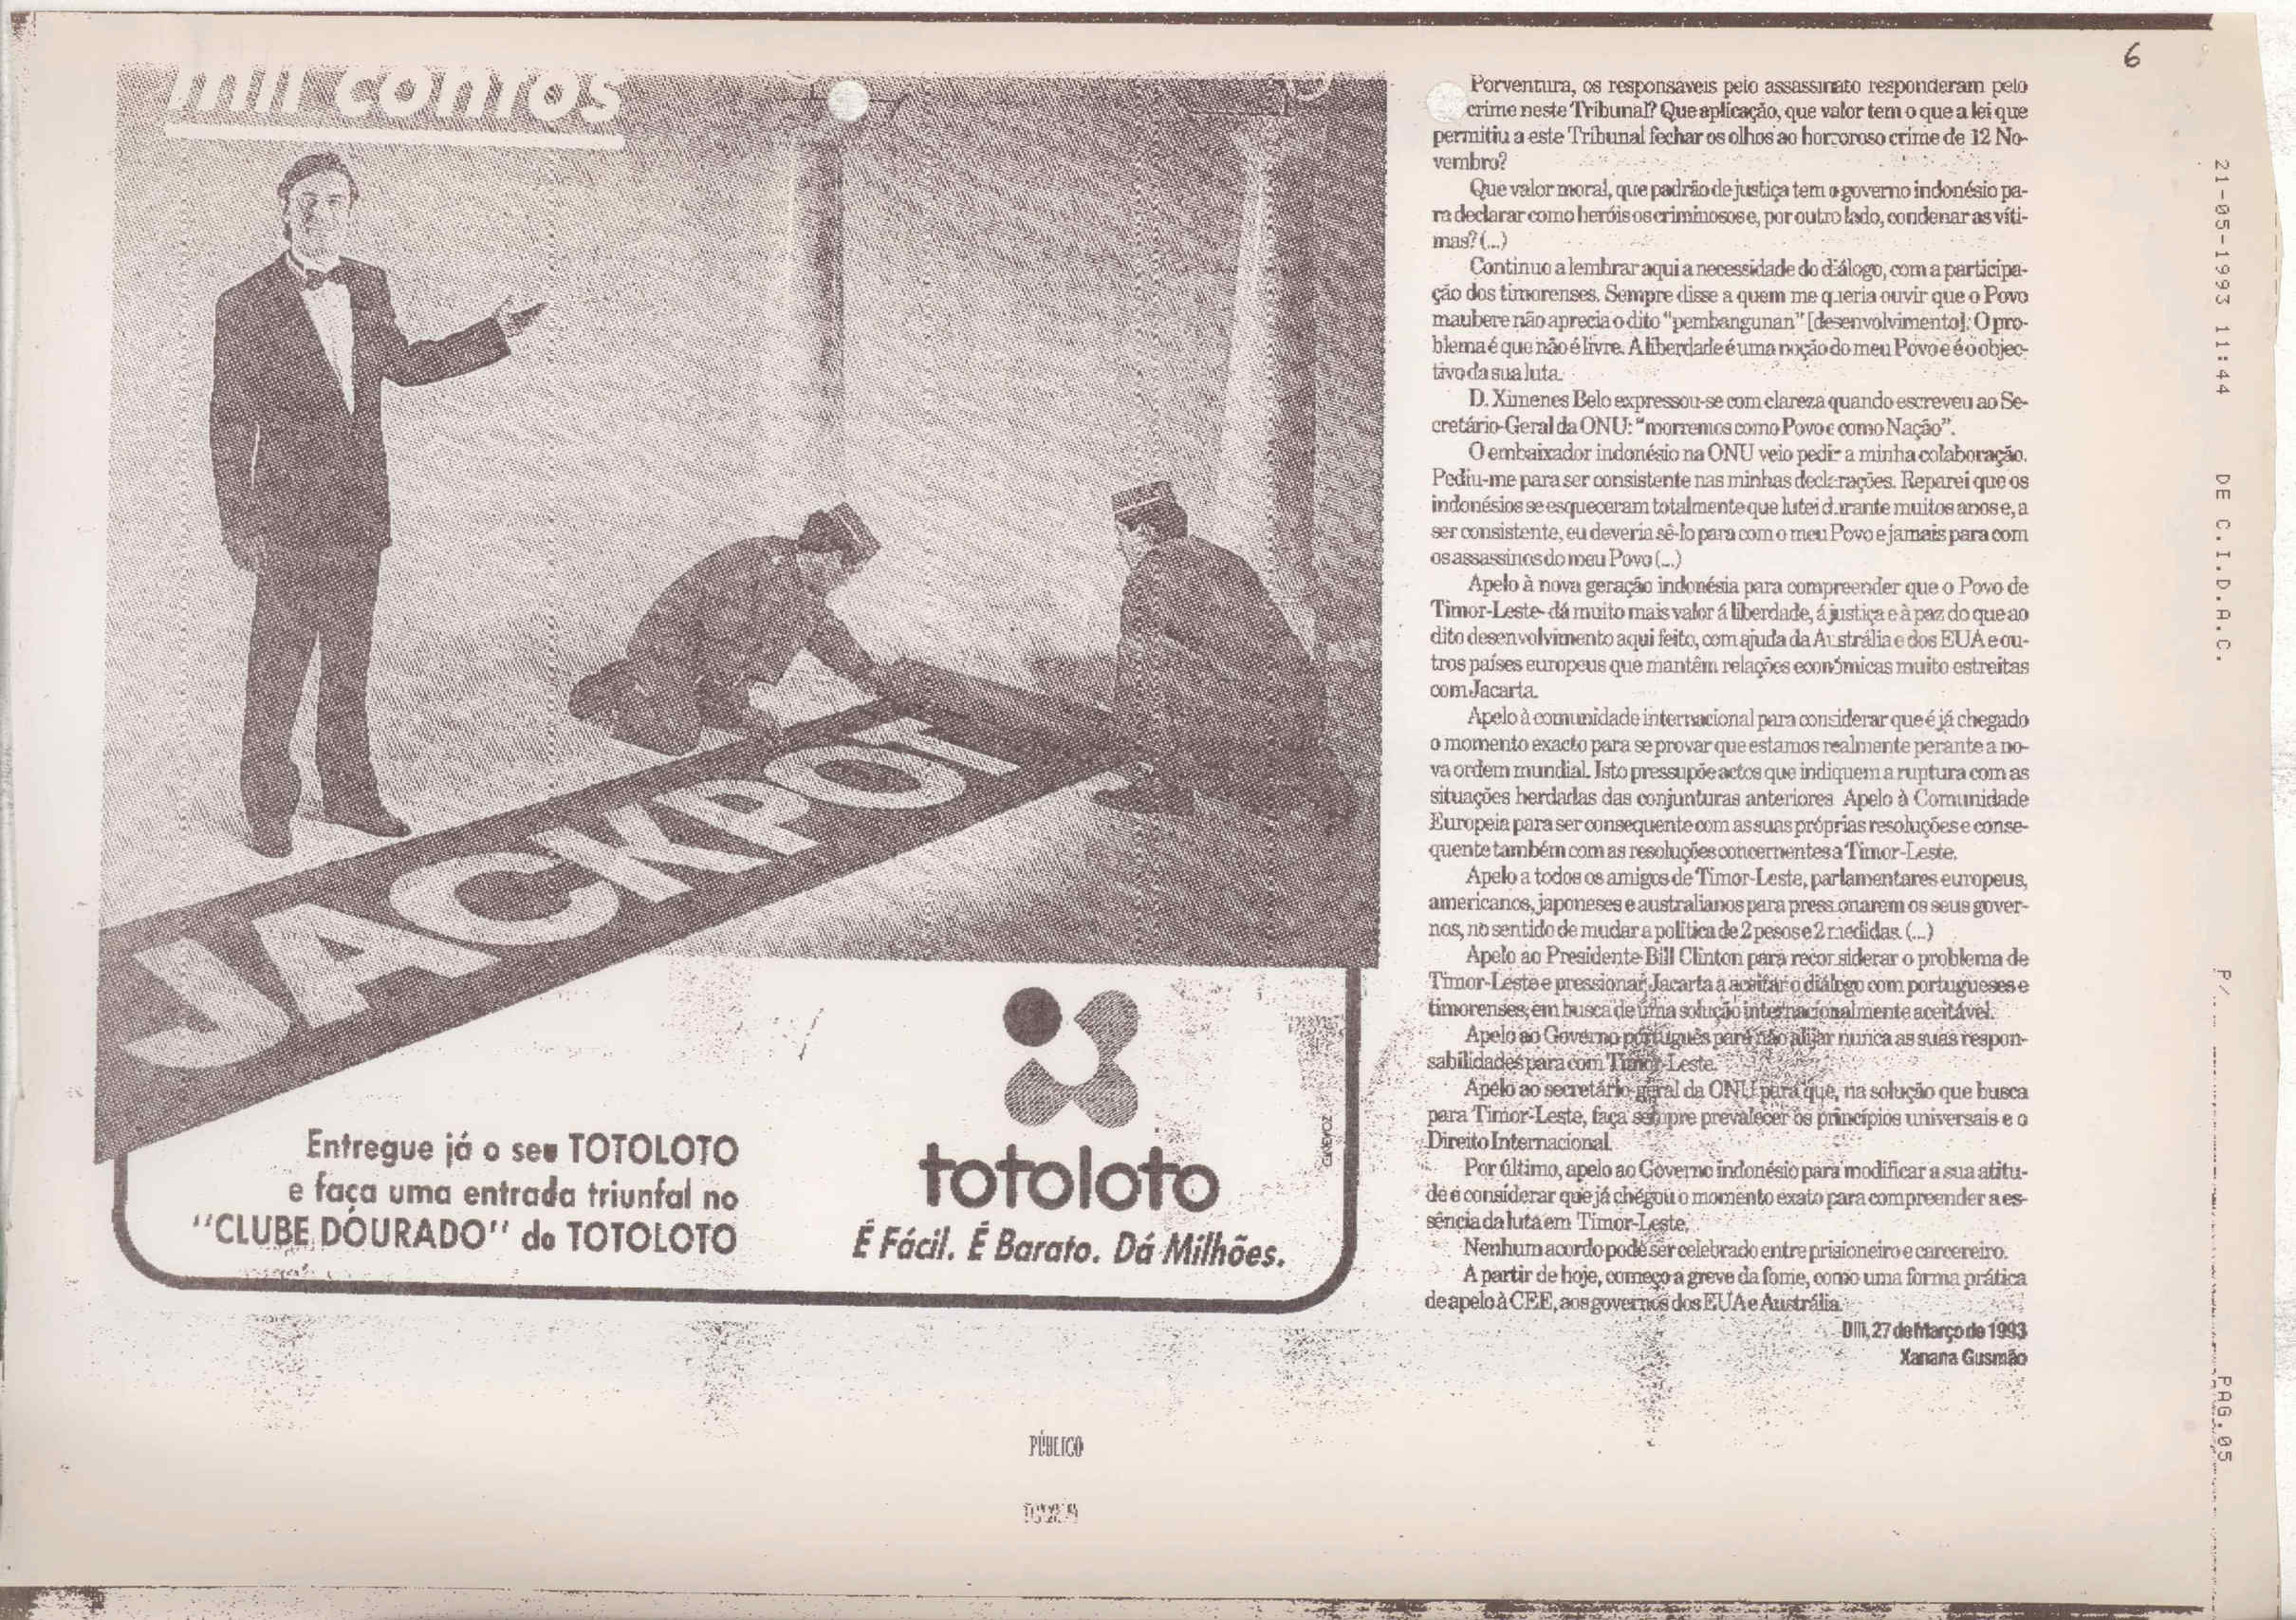 6
mil contos
JACKPOT
Entregue já o seu TOTOLOTO
e faça uma entrada triunfal no
"CLUBE DOURADO" do TOTOLOTO
totoloto
É Fácil. É Barato. Dá Milhões.
Porventura, os responsáveis pelo assassinato responderam pelo
crime neste Tribunal? Que aplicação, que valor tem o que a lei que
permitiu a este Tribunal fechar os olhos ao horroroso crime de 12 No-
vembro?
Que valor moral, que padrão de justiça tem o governo indonésio pa-
ra declarar como heróis os criminosos e, por outro lado, condenar as víti-
mas? (...)
Continuo a lembrar aqui a necessidade do diálogo, com a participa-
ção dos timorenses. Sempre disse a quem me queria ouvir que o Povo
maubere não aprecia o dito "pembangunan" [desenvolvimento]. O pro-
blema é que não é livre. A liberdade é uma noção do meu Povo e é o objec-
tivo da sua luta.
D. Ximenes Belo expressou-se com clareza quando escreveu ao Se-
cretário-Geral da ONU: "morremos como Povo e como Nação".
O embaixador indonésio na ONU veio pedir a minha colaboração.
Pediu-me para ser consistente nas minhas declarações. Reparei que os
indonésios se esqueceram totalmente que lutei durante muitos anos e, a
ser consistente, eu deveria sê-lo para com o meu Povo e jamais para com
os assassinos do meu Povo (...)
Apelo à nova geração indonésia para compreender que o Povo de
Timor-Leste dá muito mais valor á liberdade, á justiça e à paz do que ao
dito desenvolvimento aqui feito, com ajuda da Austrália e dos EUA e ou-
tros países europeus que mantêm relações económicas muito estreitas
com Jacarta.
Apelo à comunidade internacional para considerar que é já chegado
o momento exacto para se provar que estamos realmente perante a no-
va ordem mundial. Isto pressupõe actos que indiquem a ruptura com as
situações herdadas das conjunturas anteriores. Apelo à Comunidade
Europeia para ser consequente com as suas próprias resoluções e conse-
quente também com as resoluções concernentes a Timor-Leste.
Apelo a todos os amigos de Timor-Leste, parlamentares europeus,
americanos, japoneses e australianos para pressionarem os seus gover-
nos, no sentido de mudar a política de 2 pesos e 2 medidas. (...)
Apelo ao Presidente Bill Clinton para reconsiderar o problema de
Timor-Leste e pressionar Jacarta a aceitar o diálogo com portugueses e
timorenses, em busca de uma solução internacionalmente aceitável.
Apelo ao Governo português para não alijar nunca as suas respon-
sabilidades para com Timor-Leste.
Apelo ao secretário-geral da ONU para que, na solução que busca
para Timor-Leste, faça sempre prevalecer os princípios universais e o
Direito Internacional.
Por último, apelo ao Governo indonésio para modificar a sua atitu-
de e considerar que já chegou o momento exato para compreender a es-
sência da luta em Timor-Leste.
Nenhum acordo pode ser celebrado entre prisioneiro e carcereiro.
A partir de hoje, começo a greve da fome, como uma forma prática
de apelo à CEE, aos governos dos EUA e Austrália.
Dili, 27 de Março de 1993
Xanana Gusmão
PÚBLICO
21-05-1993 11:44 DE C.I.D.A.C. P/ PAG.05